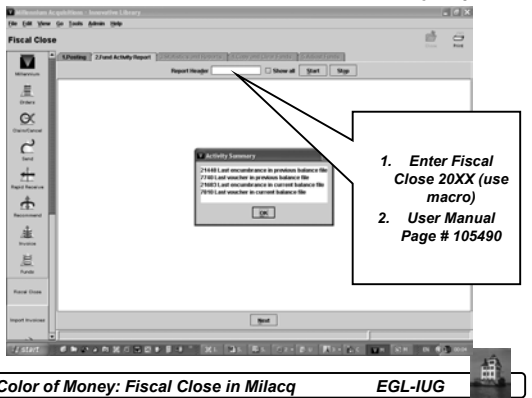 Millennium Acquisitions - Innovative Library
File Edit View Go Tools Admin Help
Fiscal Close
Print
1.Posting 2.Fund Activity Report
Report Header Show all Start Stop
Millennium
Orders
Claim/Cancel
Send
Rapid Receive
Recommend
Invoice
Funds
Fiscal Close
Import Invoices
Activity Summary
21448 Last encumbrance in previous balance file
7740 Last voucher in previous balance file
21603 Last encumbrance in current balance file
7810 Last voucher in current balance file
OK
1. Enter Fiscal
Close 20XX (use
macro)
2. User Manual
Page # 105490
Next
start
Color of Money: Fiscal Close in Milacq EGL-IUG